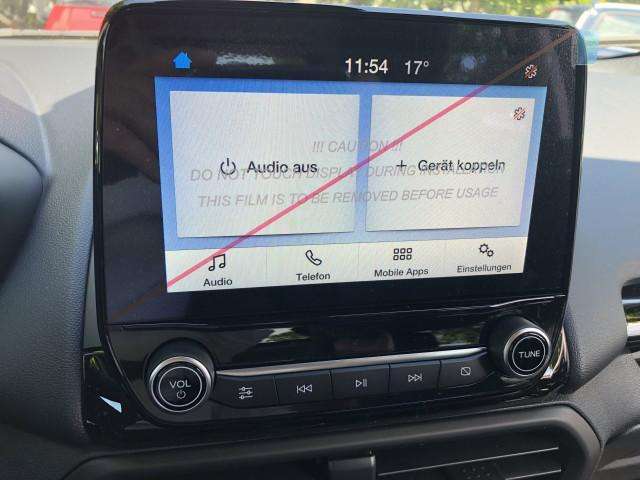 11:54 17°
!!! CAUTION !!!
Audio aus
Gerät koppeln
DO NOT TOUCH DISPLAY DURING INSTALLATION
THIS FILM IS TO BE REMOVED BEFORE USAGE
Audio
Telefon
Mobile Apps
Einstellungen
VOL
TUNE